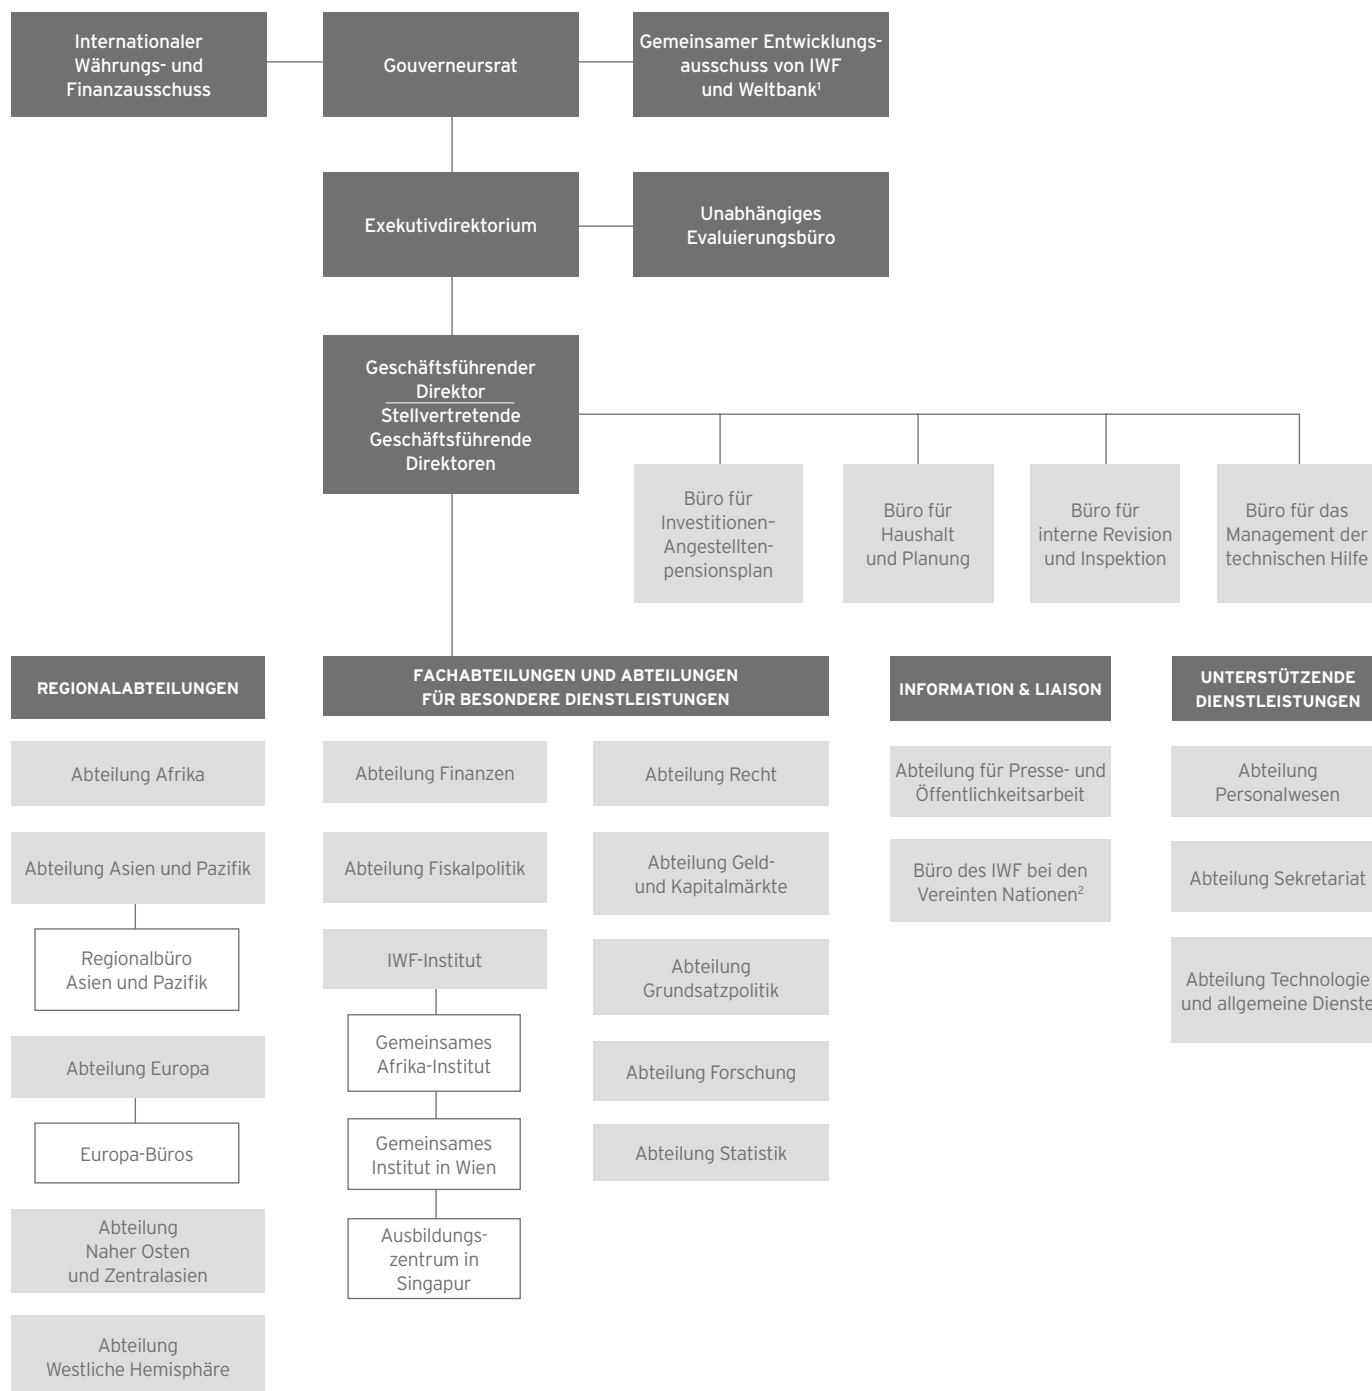 Internationaler
Währungs- und
Finanzausschuss
Gouverneursrat
Gemeinsamer Entwicklungs-
ausschuss von IWF
und Weltbank¹
Exekutivdirektorium
Unabhängiges
Evaluierungsbüro
Geschäftsführender
Direktor
Stellvertretende
Geschäftsführende
Direktoren
Büro für
Investitionen–
Angestellten-
pensionsplan
Büro für
Haushalt
und Planung
Büro für
interne Revision
und Inspektion
Büro für das
Management der
technischen Hilfe
REGIONALABTEILUNGEN
Abteilung Afrika
Abteilung Asien und Pazifik
Regionalbüro
Asien und Pazifik
Abteilung Europa
Europa-Büros
Abteilung
Naher Osten
und Zentralasien
Abteilung
Westliche Hemisphäre
FACHABTEILUNGEN UND ABTEILUNGEN
FÜR BESONDERE DIENSTLEISTUNGEN
Abteilung Finanzen
Abteilung Fiskalpolitik
IWF-Institut
Gemeinsames
Afrika-Institut
Gemeinsames
Institut in Wien
Ausbildungs-
zentrum in
Singapur
Abteilung Recht
Abteilung Geld-
und Kapitalmärkte
Abteilung
Grundsatzpolitik
Abteilung Forschung
Abteilung Statistik
INFORMATION & LIAISON
Abteilung für Presse- und
Öffentlichkeitsarbeit
Büro des IWF bei den
Vereinten Nationen²
UNTERSTÜTZENDE
DIENSTLEISTUNGEN
Abteilung
Personalwesen
Abteilung Sekretariat
Abteilung Technologie
und allgemeine Dienste